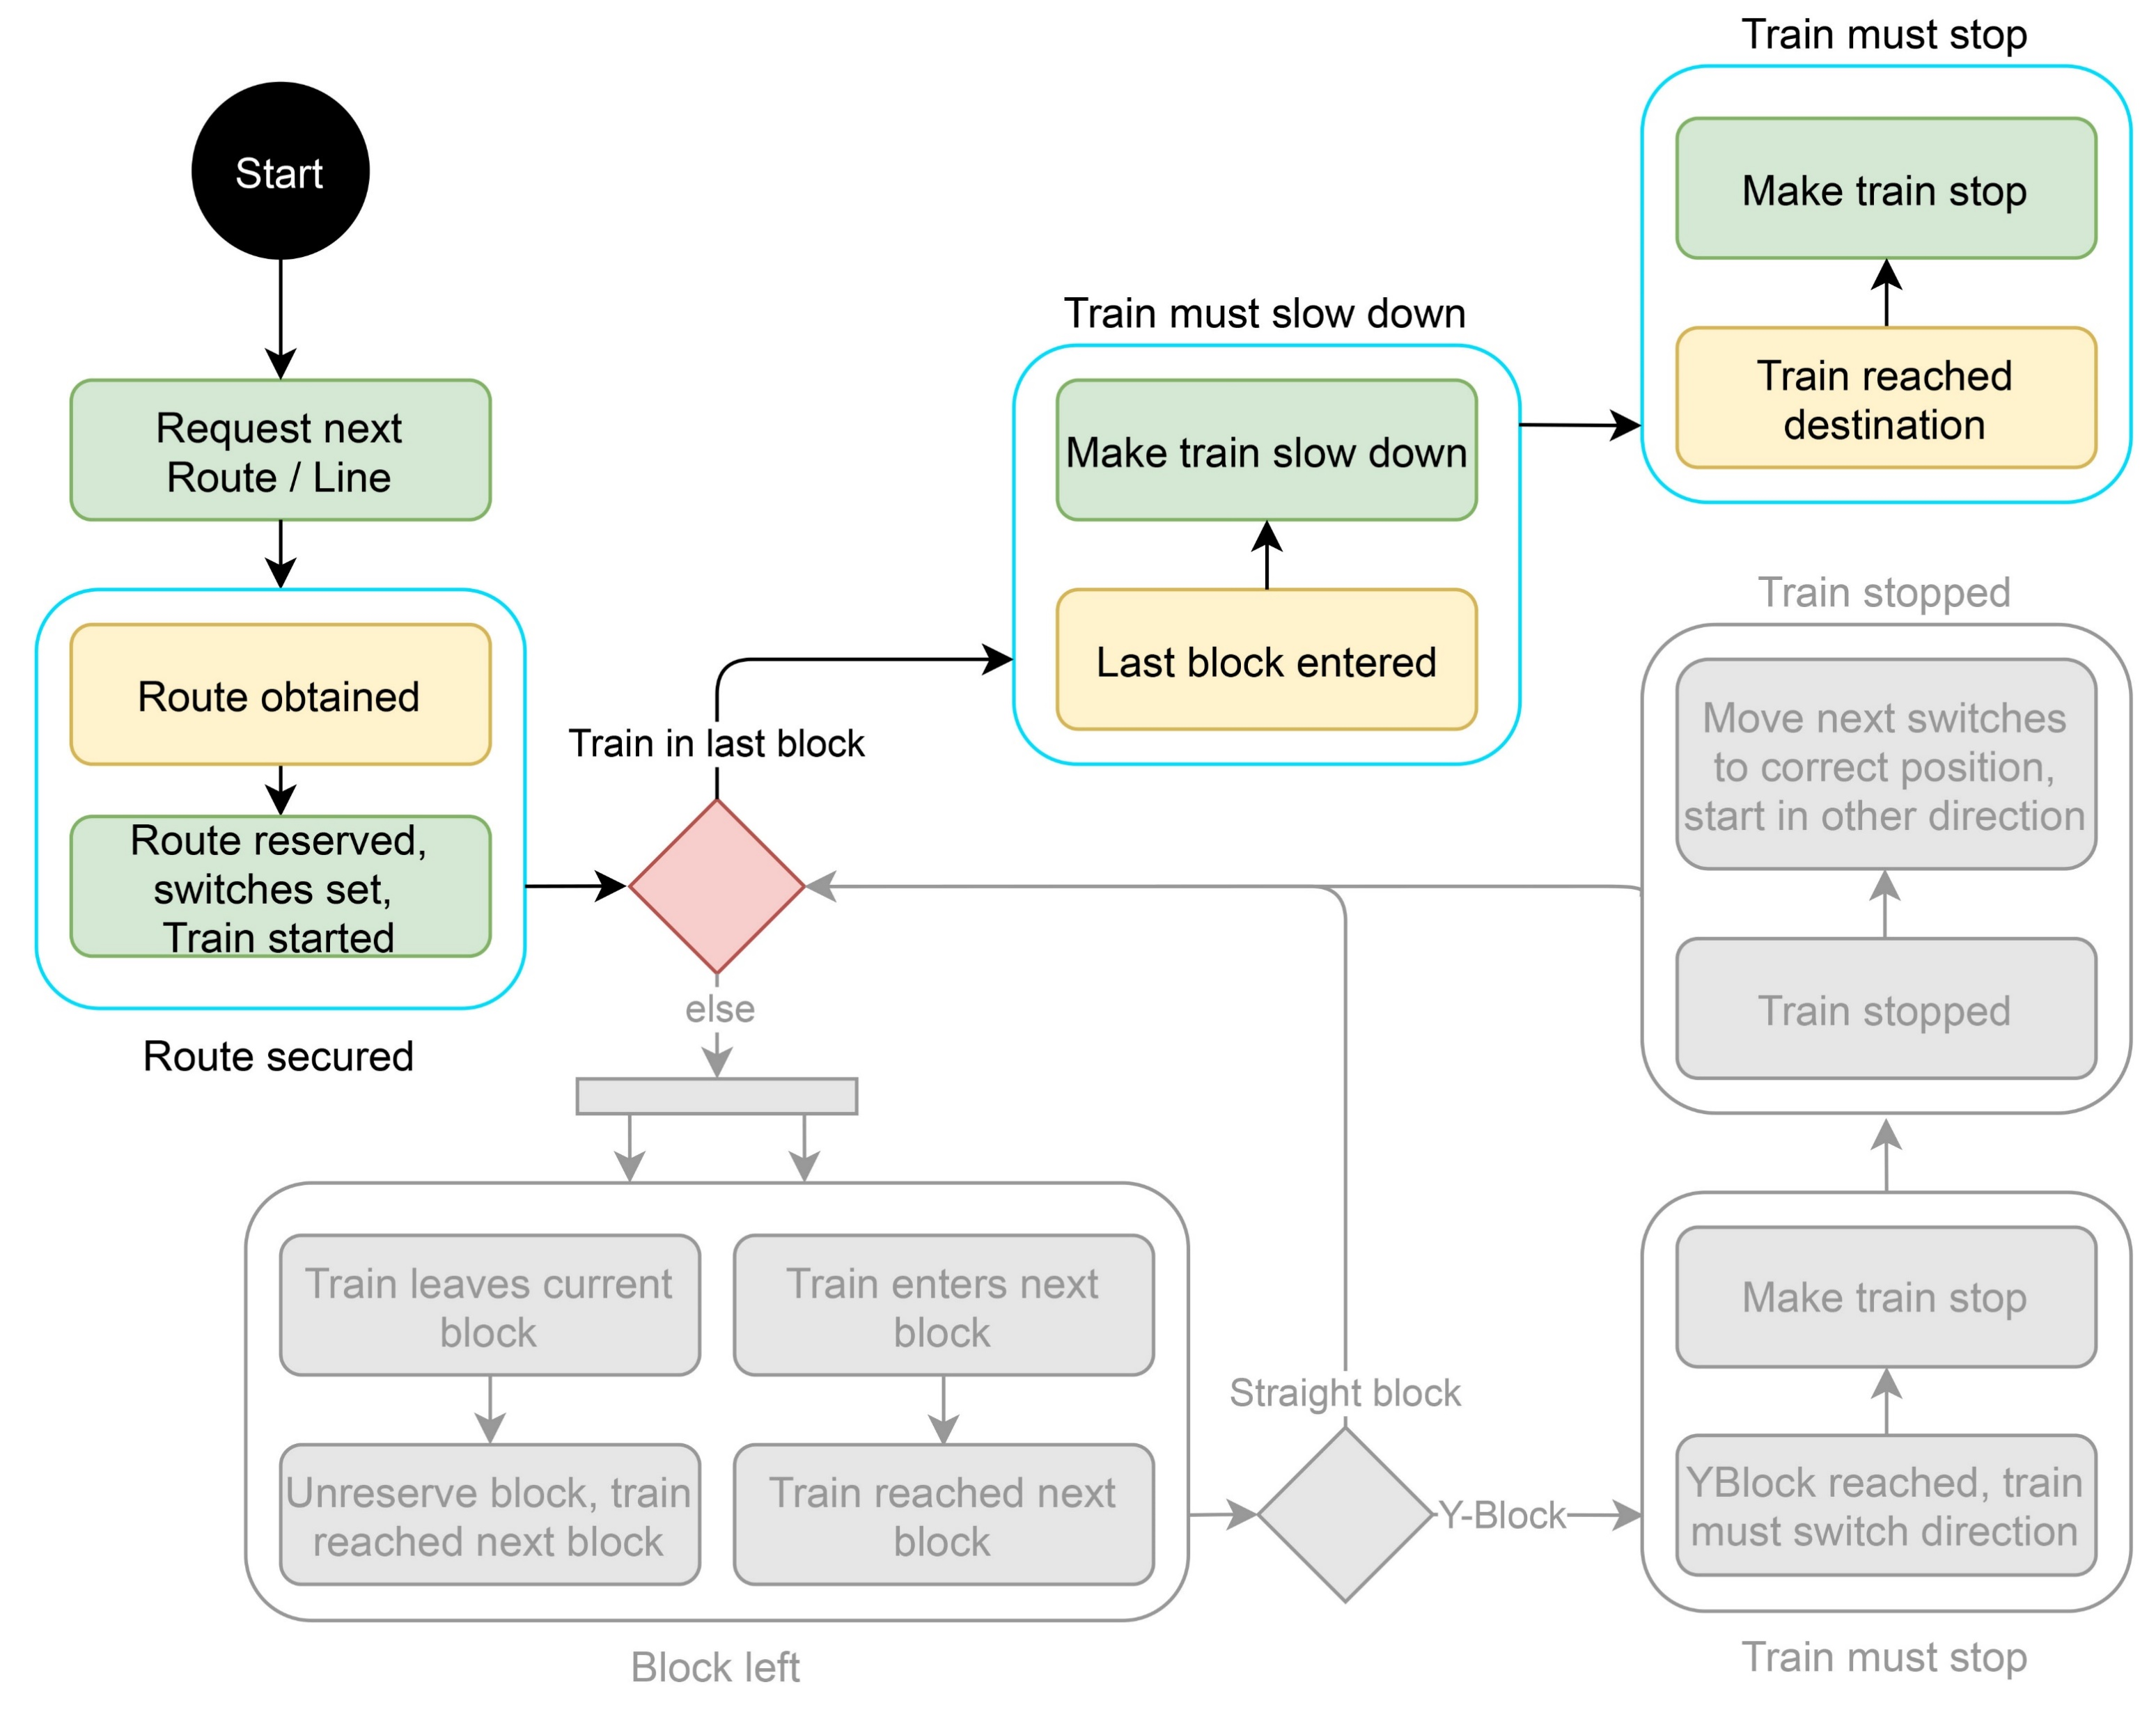 Train must stop
Start
Make train stop
Train must slow down
Train reached
destination
Request next
Route / Line
Make train slow down
Train stopped
Route obtained
Last block entered
Train in last block
Move next switches
to correct position,
start in other direction
Route reserved,
switches set,
Train started
else
Train stopped
Route secured
Train leaves current
block
Train enters next
block
Make train stop
Straight block
Unreserve block, train
reached next block
Train reached next
block
Y-Block
YBlock reached, train
must switch direction
Block left
Train must stop